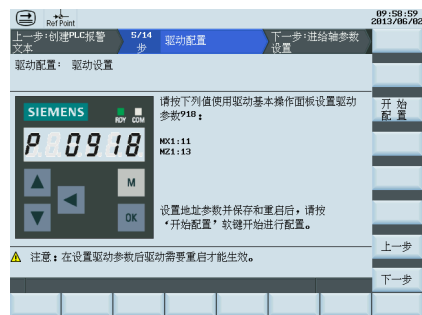 Ref Point
09:58:59
2013/06/02
上一步:创建PLC报警
文本
5/14
步
驱动配置
下一步:进给轴参数
设置
驱动配置: 驱动设置
SIEMENS
RDY COM
P 0918
M
OK
请按下列值使用驱动基本操作面板设置驱动
参数918:
MX1:11
MZ1:13
设置地址参数并保存和重启后,请按
‘开始配置’软键开始进行配置。
开 始
配 置
注意:在设置驱动参数后驱动需要重启才能生效。
上一步
下一步